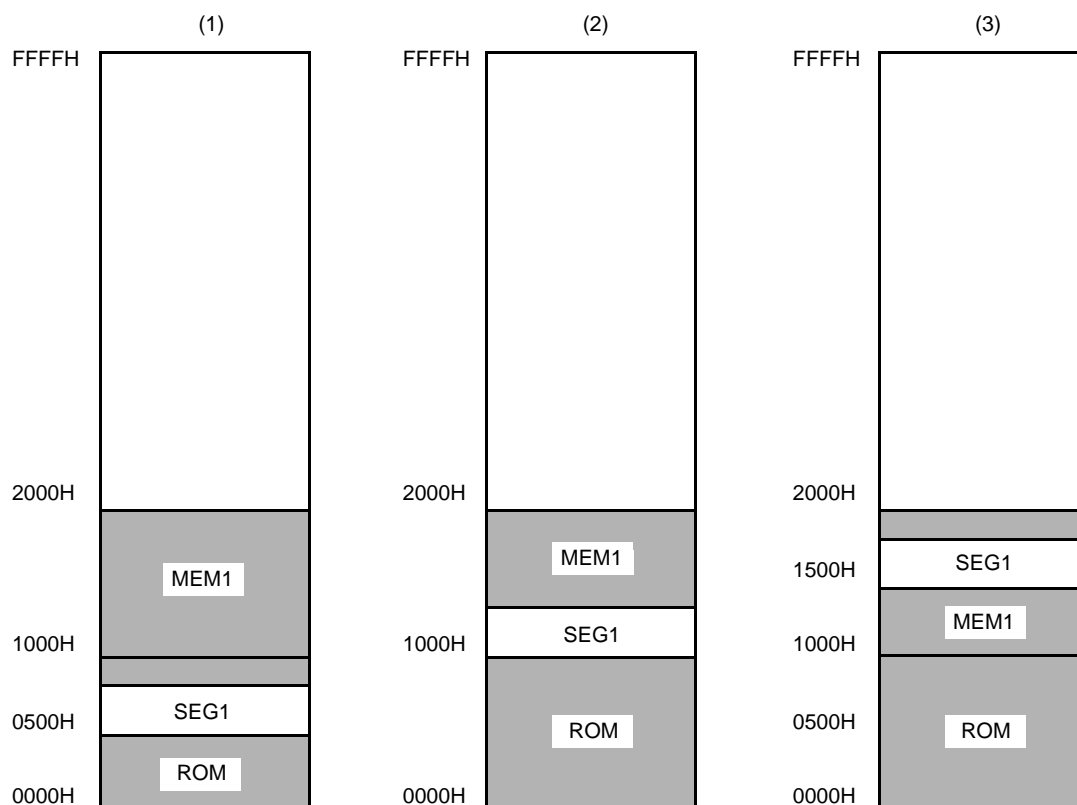 (1)
(2)
(3)
FFFFH
FFFFH
FFFFH
2000H
2000H
2000H
MEM1
MEM1
SEG1
1500H
MEM1
1000H
SEG1
1000H
1000H
SEG1
0500H
ROM
0500H
ROM
ROM
0000H
0000H
0000H